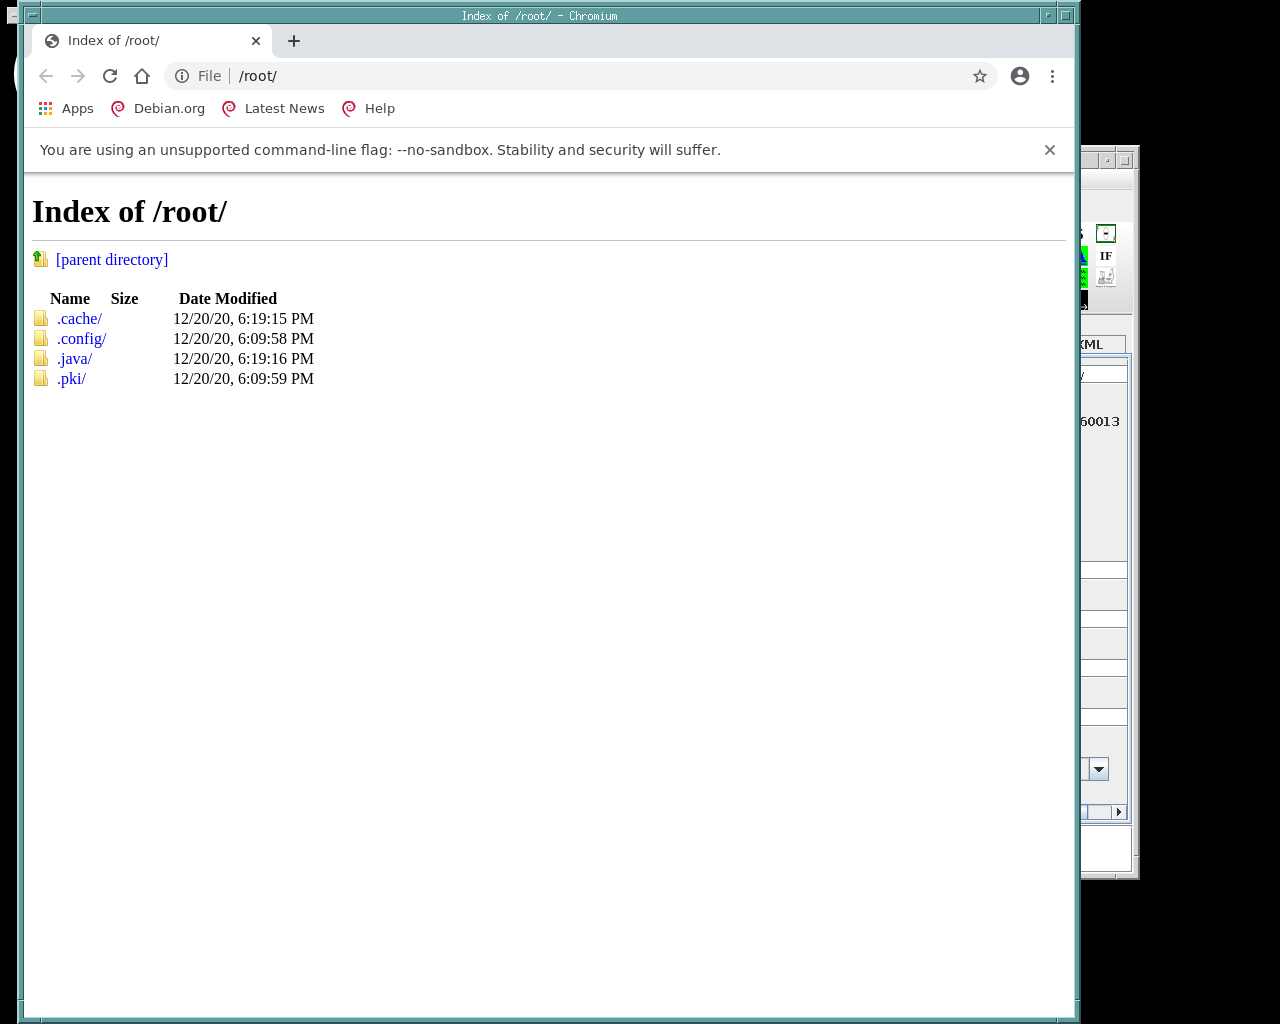 Index of /root/ - Chromium
Index of /root/
File /root/
Apps Debian.org Latest News Help
You are using an unsupported command-line flag: --no-sandbox. Stability and security will suffer.
Index of /root/
[parent directory]
Name Size Date Modified
.cache/ 12/20/20, 6:19:15 PM
.config/ 12/20/20, 6:09:58 PM
.java/ 12/20/20, 6:19:16 PM
.pki/ 12/20/20, 6:09:59 PM
IF
60013